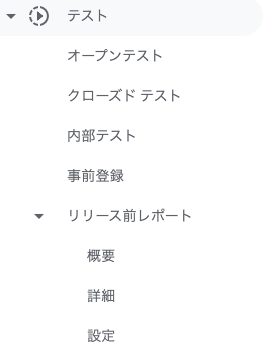 テスト
オープンテスト
クローズド テスト
内部テスト
事前登録
リリース前レポート
概要
詳細
設定